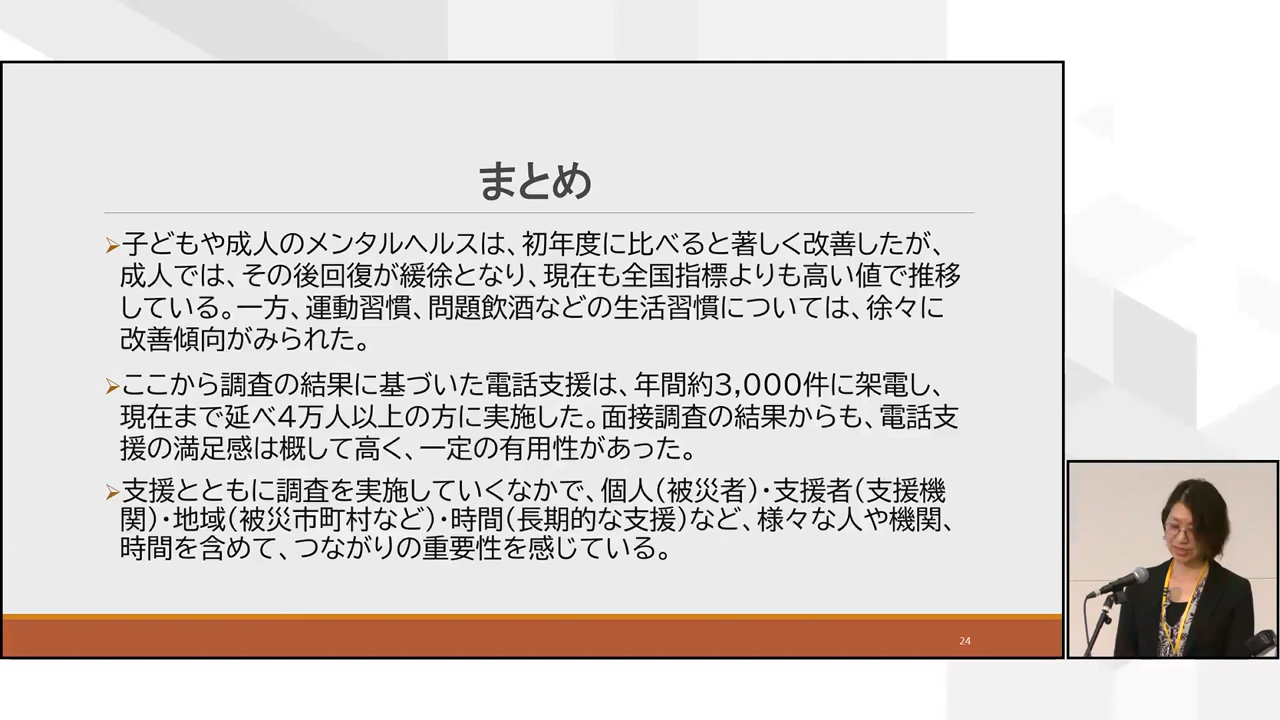 まとめ
➢子どもや成人のメンタルヘルスは、初年度に比べると著しく改善したが、
成人では、その後回復が緩徐となり、現在も全国指標よりも高い値で推移
している。一方、運動習慣、問題飲酒などの生活習慣については、徐々に
改善傾向がみられた。
➢ここから調査の結果に基づいた電話支援は、年間約3,000件に架電し、
現在まで延べ4万人以上の方に実施した。面接調査の結果からも、電話支
援の満足感は概して高く、一定の有用性があった。
➢支援とともに調査を実施していくなかで、個人(被災者)・支援者(支援機
関)・地域(被災市町村など)・時間(長期的な支援)など、様々な人や機関、
時間を含めて、つながりの重要性を感じている。
24